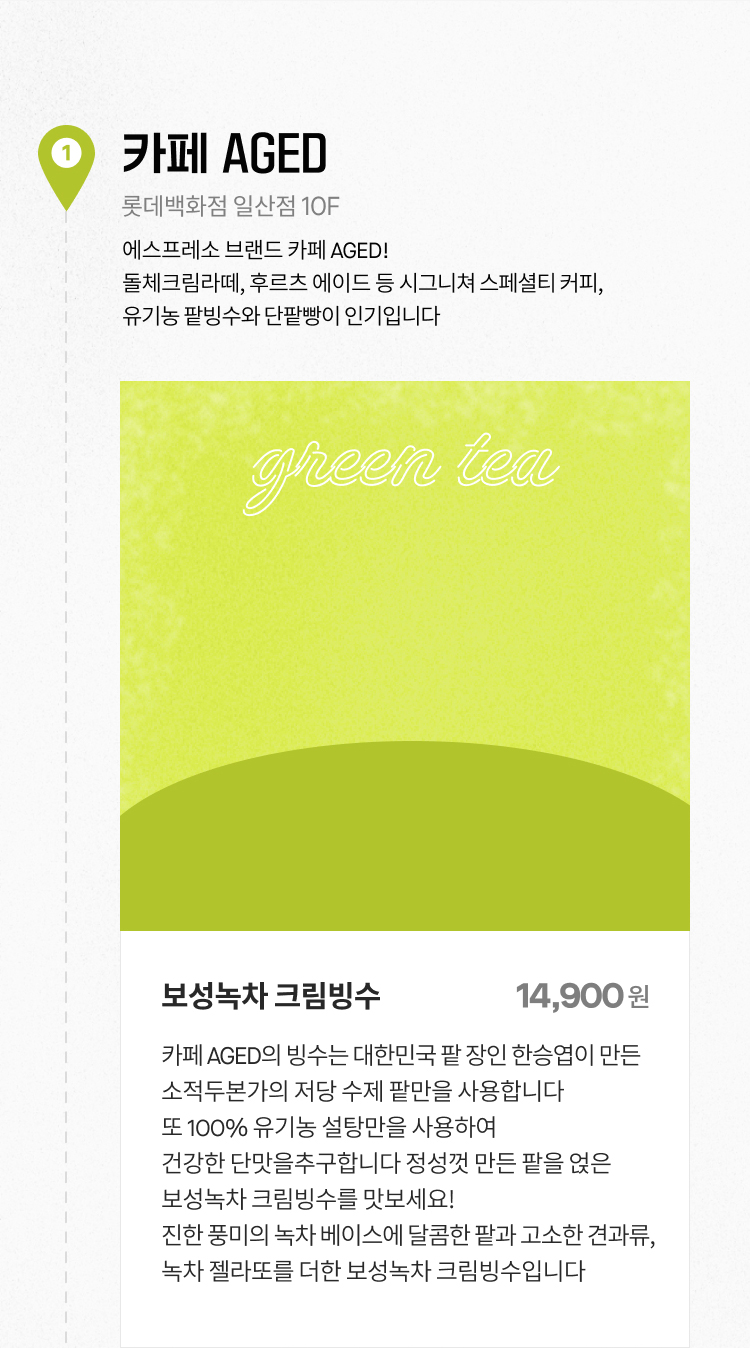 1
카페 AGED
롯데백화점 일산점 10F
에스프레소 브랜드 카페 AGED!
돌체크림라떼, 후르츠 에이드 등 시그니쳐 스페셜티 커피,
유기농 팥빙수와 단팥빵이 인기입니다
green tea
보성녹차 크림빙수 14,900 원
카페 AGED의 빙수는 대한민국 팥 장인 한승엽이 만든
소적두본가의 저당 수제 팥만을 사용합니다
또 100% 유기농 설탕만을 사용하여
건강한 단맛을추구합니다 정성껏 만든 팥을 얹은
보성녹차 크림빙수를 맛보세요!
진한 풍미의 녹차 베이스에 달콤한 팥과 고소한 견과류,
녹차 젤라또를 더한 보성녹차 크림빙수입니다